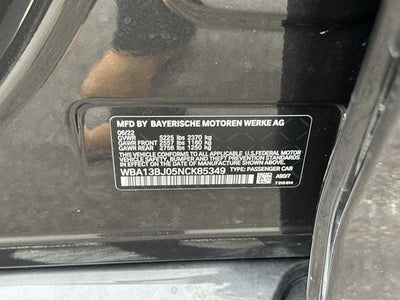 MFD BY BAYERISCHE MOTOREN WERKE AG
06/22
GVWR 5225 lbs 2370 kg
GAWR FRONT 2557 lbs 1160 kg
GAWR REAR 2756 lbs 1250 kg
THIS VEHICLE CONFORMS TO ALL APPLICABLE U.S. FEDERAL
MOTOR VEHICLE SAFETY, BUMPER, AND THEFT PREVENTION
STANDARDS IN EFFECT ON THE DATE OF MANUFACTURE SHOWN ABOVE.
WBA13BJ05NCK85349 TYPE: PASSENGER CAR
A99/7